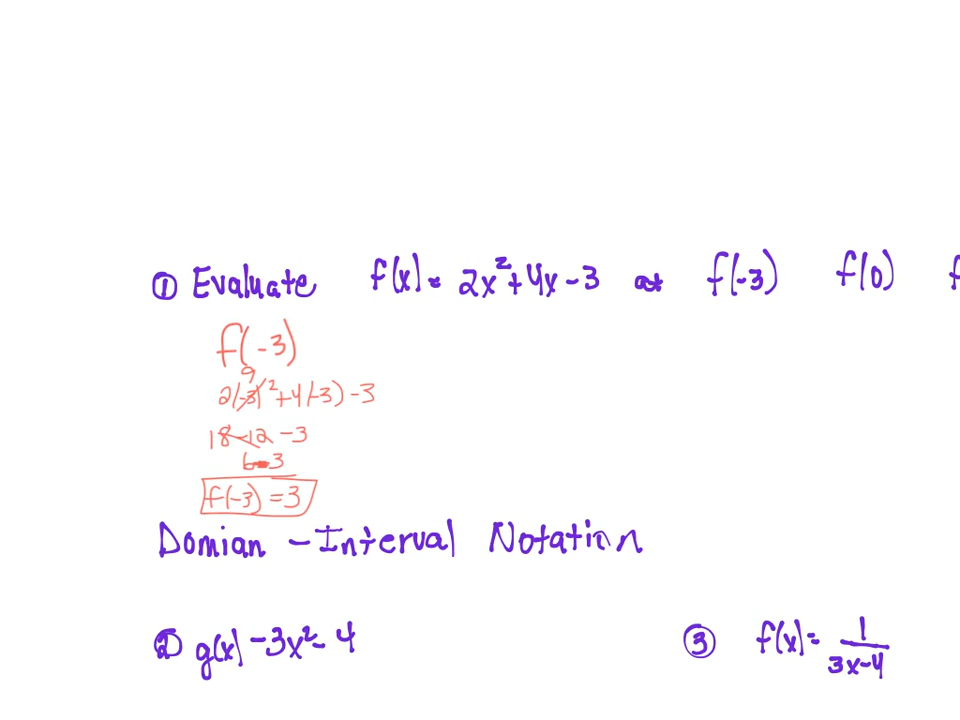 ① Evaluate f(x) = 2x²+4x-3 at f(-3) f(0) f
f(-3)
9
2(-3)²+4(-3)-3
18-12-3
6-3
f(-3)=3
Domian - Interval Notation
② g(x) -3x²-4 ③ f(x)= 1/(3x-4)